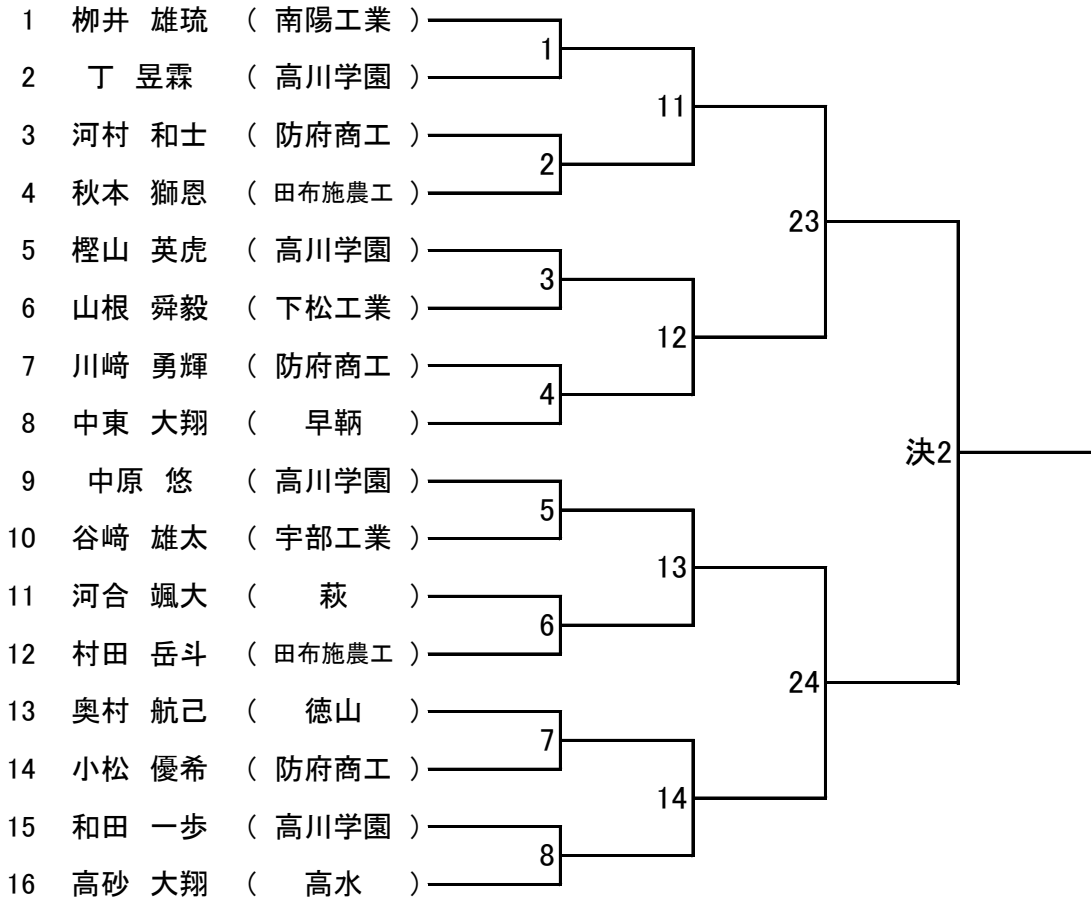 1 栁井 雄琉 ( 南陽工業 )
1
2 丁 昱霖 ( 高川学園 )
11
3 河村 和士 ( 防府商工 )
2
4 秋本 獅恩 ( 田布施農工 )
23
5 樫山 英虎 ( 高川学園 )
3
6 山根 舜毅 ( 下松工業 )
12
7 川﨑 勇輝 ( 防府商工 )
4
8 中東 大翔 ( 早鞆 )
決2
9 中原 悠 ( 高川学園 )
5
10 谷﨑 雄太 ( 宇部工業 )
13
11 河合 颯大 ( 萩 )
6
12 村田 岳斗 ( 田布施農工 )
24
13 奥村 航己 ( 徳山 )
7
14 小松 優希 ( 防府商工 )
14
15 和田 一歩 ( 高川学園 )
8
16 高砂 大翔 ( 高水 )